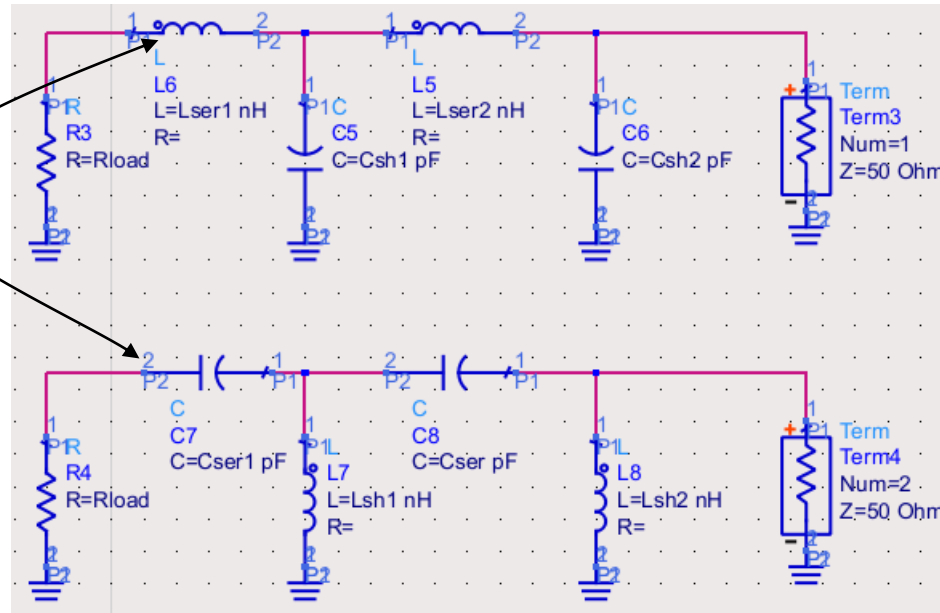 1 2 1 2
P1 P2 P1 P2
L
L6
L=Lser1 nH
R=
L
L5
L=Lser2 nH
R=
1
P1
R
R3
R=Rload
2
P2
1
P1
C
C5
C=Csh1 pF
2
P2
1
P1
C
C6
C=Csh2 pF
2
P2
1
+ P1
Term
Term3
Num=1
Z=50 Ohm
-
2
P2
2 1 2 1
P2 P1 P2 P1
C
C7
C=Cser1 pF
C
C8
C=Cser pF
1
P1
R
R4
R=Rload
2
P2
1
P1
L
L7
L=Lsh1 nH
R=
2
P2
1
P1
L
L8
L=Lsh2 nH
R=
2
P2
1
+ P1
Term
Term4
Num=2
Z=50 Ohm
-
2
P2